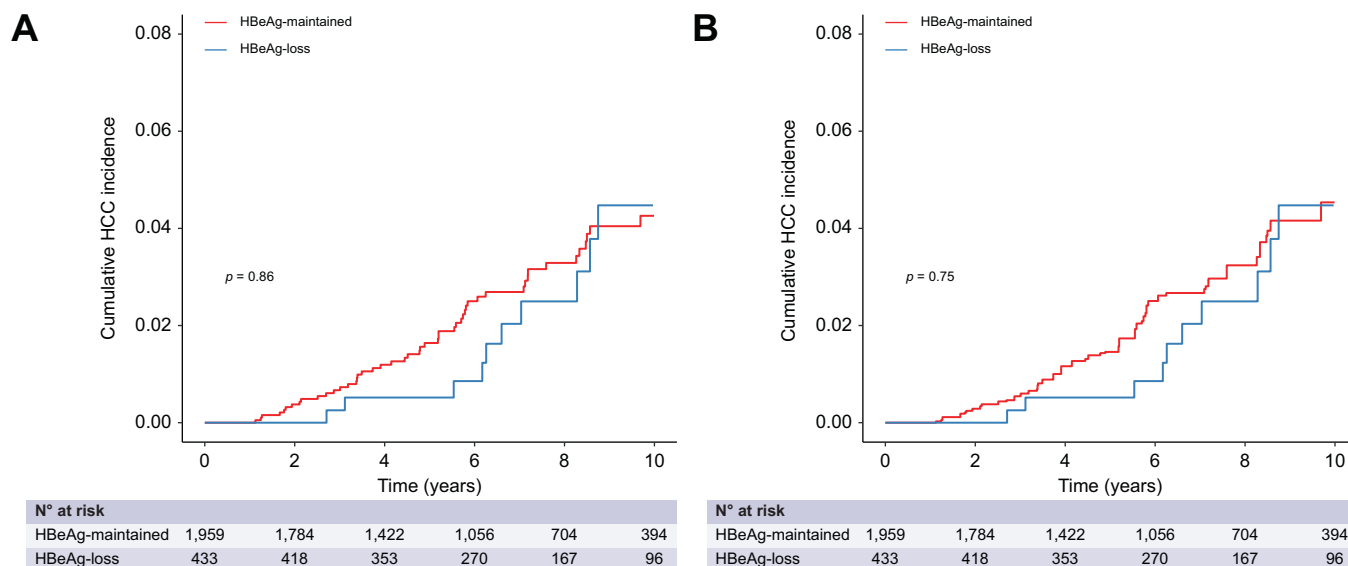 A
HBeAg-maintained
HBeAg-loss
Cumulative HCC incidence
0.08
0.06
0.04
0.02
0.00
p = 0.86
0 2 4 6 8 10
Time (years)
N° at risk
HBeAg-maintained 1,959 1,784 1,422 1,056 704 394
HBeAg-loss 433 418 353 270 167 96
B
HBeAg-maintained
HBeAg-loss
Cumulative HCC incidence
0.08
0.06
0.04
0.02
0.00
p = 0.75
0 2 4 6 8 10
Time (years)
N° at risk
HBeAg-maintained 1,959 1,784 1,422 1,056 704 394
HBeAg-loss 433 418 353 270 167 96